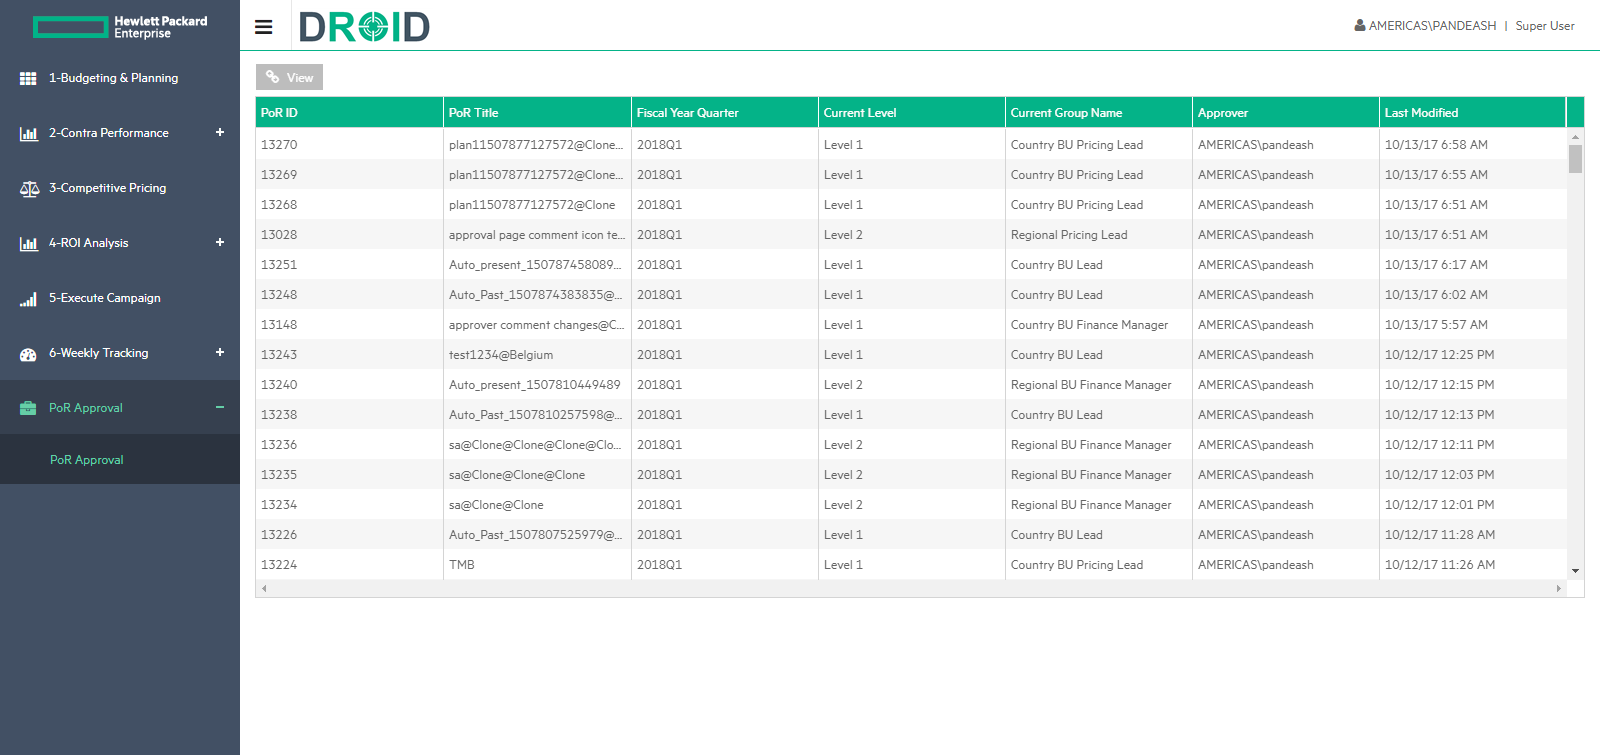 Hewlett Packard
Enterprise
DROID
AMERICAS\PANDEASH | Super User
1-Budgeting & Planning
2-Contra Performance +
3-Competitive Pricing
4-ROI Analysis +
5-Execute Campaign
6-Weekly Tracking +
PoR Approval −
PoR Approval
View
PoR ID PoR Title Fiscal Year Quarter Current Level Current Group Name Approver Last Modified
13270 plan11507877127572@Clone... 2018Q1 Level 1 Country BU Pricing Lead AMERICAS\pandeash 10/13/17 6:58 AM
13269 plan11507877127572@Clone... 2018Q1 Level 1 Country BU Pricing Lead AMERICAS\pandeash 10/13/17 6:55 AM
13268 plan11507877127572@Clone 2018Q1 Level 1 Country BU Pricing Lead AMERICAS\pandeash 10/13/17 6:51 AM
13028 approval page comment icon te... 2018Q1 Level 2 Regional Pricing Lead AMERICAS\pandeash 10/13/17 6:51 AM
13251 Auto_present_150787458089... 2018Q1 Level 1 Country BU Lead AMERICAS\pandeash 10/13/17 6:17 AM
13248 Auto_Past_1507874383835@... 2018Q1 Level 1 Country BU Lead AMERICAS\pandeash 10/13/17 6:02 AM
13148 approver comment changes@C... 2018Q1 Level 1 Country BU Finance Manager AMERICAS\pandeash 10/13/17 5:57 AM
13243 test1234@Belgium 2018Q1 Level 1 Country BU Lead AMERICAS\pandeash 10/12/17 12:25 PM
13240 Auto_present_1507810449489 2018Q1 Level 2 Regional BU Finance Manager AMERICAS\pandeash 10/12/17 12:15 PM
13238 Auto_Past_1507810257598@... 2018Q1 Level 1 Country BU Lead AMERICAS\pandeash 10/12/17 12:13 PM
13236 sa@Clone@Clone@Clone@Clo... 2018Q1 Level 2 Regional BU Finance Manager AMERICAS\pandeash 10/12/17 12:11 PM
13235 sa@Clone@Clone@Clone 2018Q1 Level 2 Regional BU Finance Manager AMERICAS\pandeash 10/12/17 12:03 PM
13234 sa@Clone@Clone 2018Q1 Level 2 Regional BU Finance Manager AMERICAS\pandeash 10/12/17 12:01 PM
13226 Auto_Past_1507807525979@... 2018Q1 Level 1 Country BU Lead AMERICAS\pandeash 10/12/17 11:28 AM
13224 TMB 2018Q1 Level 1 Country BU Pricing Lead AMERICAS\pandeash 10/12/17 11:26 AM